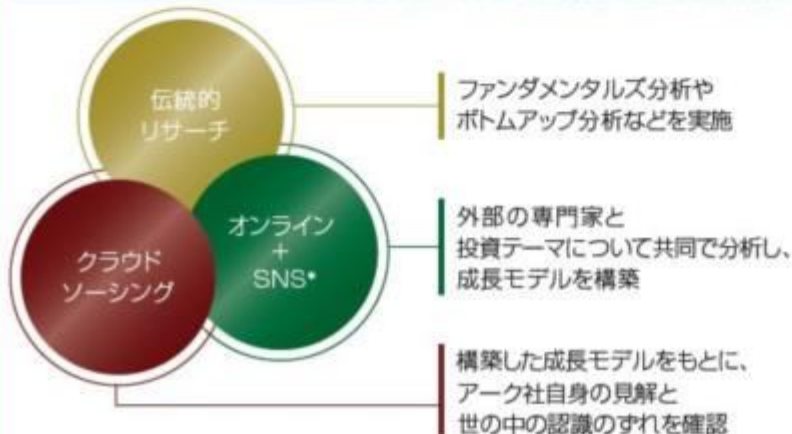 伝統的
リサーチ
ファンダメンタルズ分析や
ボトムアップ分析などを実施
オンライン
+
SNS*
外部の専門家と
投資テーマについて共同で分析し、
成長モデルを構築
クラウド
ソーシング
構築した成長モデルをもとに、
アーク社自身の見解と
世の中の認識のずれを確認